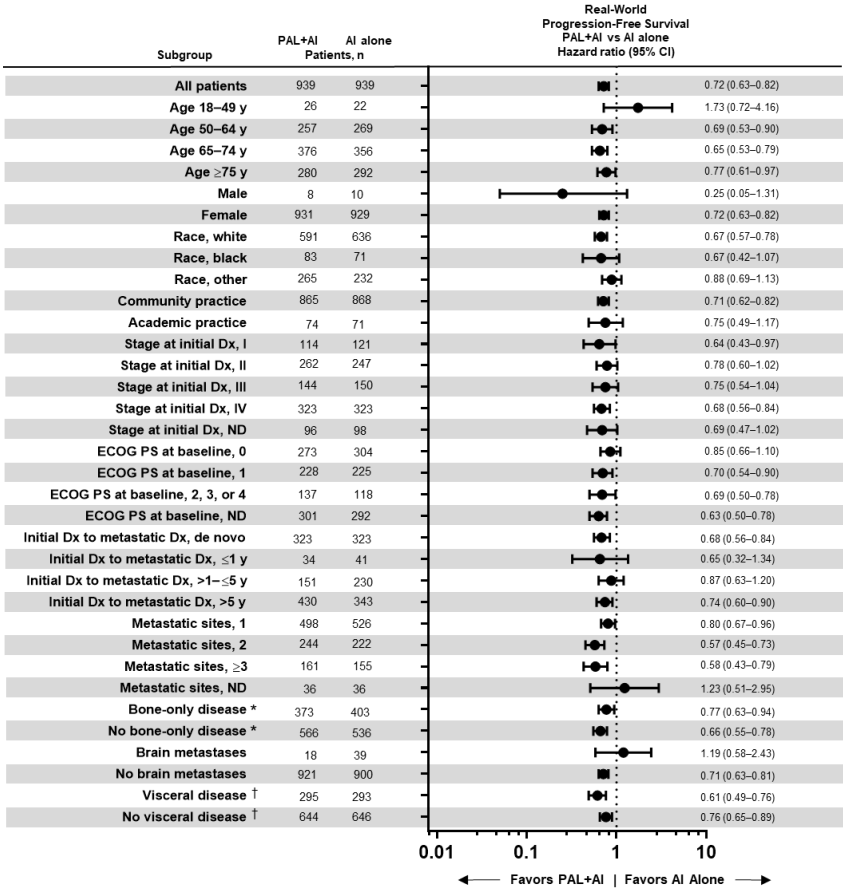 Real-World
Progression-Free Survival
PAL+AI vs AI alone
Hazard ratio (95% CI)
PAL+AI AI alone
Subgroup Patients, n
All patients 939 939 0.72 (0.63–0.82)
Age 18–49 y 26 22 1.73 (0.72–4.16)
Age 50–64 y 257 269 0.69 (0.53–0.90)
Age 65–74 y 376 356 0.65 (0.53–0.79)
Age ≥75 y 280 292 0.77 (0.61–0.97)
Male 8 10 0.25 (0.05–1.31)
Female 931 929 0.72 (0.63–0.82)
Race, white 591 636 0.67 (0.57–0.78)
Race, black 83 71 0.67 (0.42–1.07)
Race, other 265 232 0.88 (0.69–1.13)
Community practice 865 868 0.71 (0.62–0.82)
Academic practice 74 71 0.75 (0.49–1.17)
Stage at initial Dx, I 114 121 0.64 (0.43–0.97)
Stage at initial Dx, II 262 247 0.78 (0.60–1.02)
Stage at initial Dx, III 144 150 0.75 (0.54–1.04)
Stage at initial Dx, IV 323 323 0.68 (0.56–0.84)
Stage at initial Dx, ND 96 98 0.69 (0.47–1.02)
ECOG PS at baseline, 0 273 304 0.85 (0.66–1.10)
ECOG PS at baseline, 1 228 225 0.70 (0.54–0.90)
ECOG PS at baseline, 2, 3, or 4 137 118 0.69 (0.50–0.78)
ECOG PS at baseline, ND 301 292 0.63 (0.50–0.78)
Initial Dx to metastatic Dx, de novo 323 323 0.68 (0.56–0.84)
Initial Dx to metastatic Dx, ≤1 y 34 41 0.65 (0.32–1.34)
Initial Dx to metastatic Dx, >1–≤5 y 151 230 0.87 (0.63–1.20)
Initial Dx to metastatic Dx, >5 y 430 343 0.74 (0.60–0.90)
Metastatic sites, 1 498 526 0.80 (0.67–0.96)
Metastatic sites, 2 244 222 0.57 (0.45–0.73)
Metastatic sites, ≥3 161 155 0.58 (0.43–0.79)
Metastatic sites, ND 36 36 1.23 (0.51–2.95)
Bone-only disease * 373 403 0.77 (0.63–0.94)
No bone-only disease * 566 536 0.66 (0.55–0.78)
Brain metastases 18 39 1.19 (0.58–2.43)
No brain metastases 921 900 0.71 (0.63–0.81)
Visceral disease † 295 293 0.61 (0.49–0.76)
No visceral disease † 644 646 0.76 (0.65–0.89)
0.01 0.1 1 10
← Favors PAL+AI | Favors AI Alone →